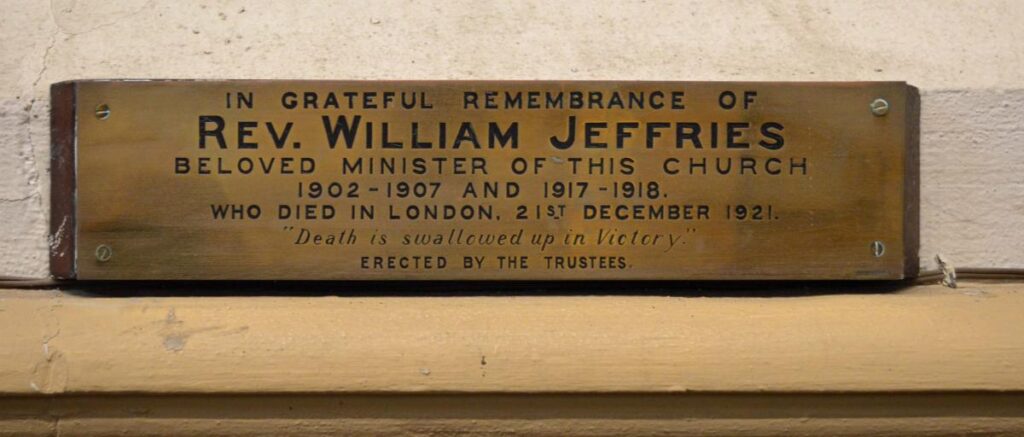 IN GRATEFUL REMEMBRANCE OF
REV. WILLIAM JEFFRIES
BELOVED MINISTER OF THIS CHURCH
1902-1907 AND 1917-1918.
WHO DIED IN LONDON, 21ST DECEMBER 1921.
"Death is swallowed up in Victory."
ERECTED BY THE TRUSTEES.